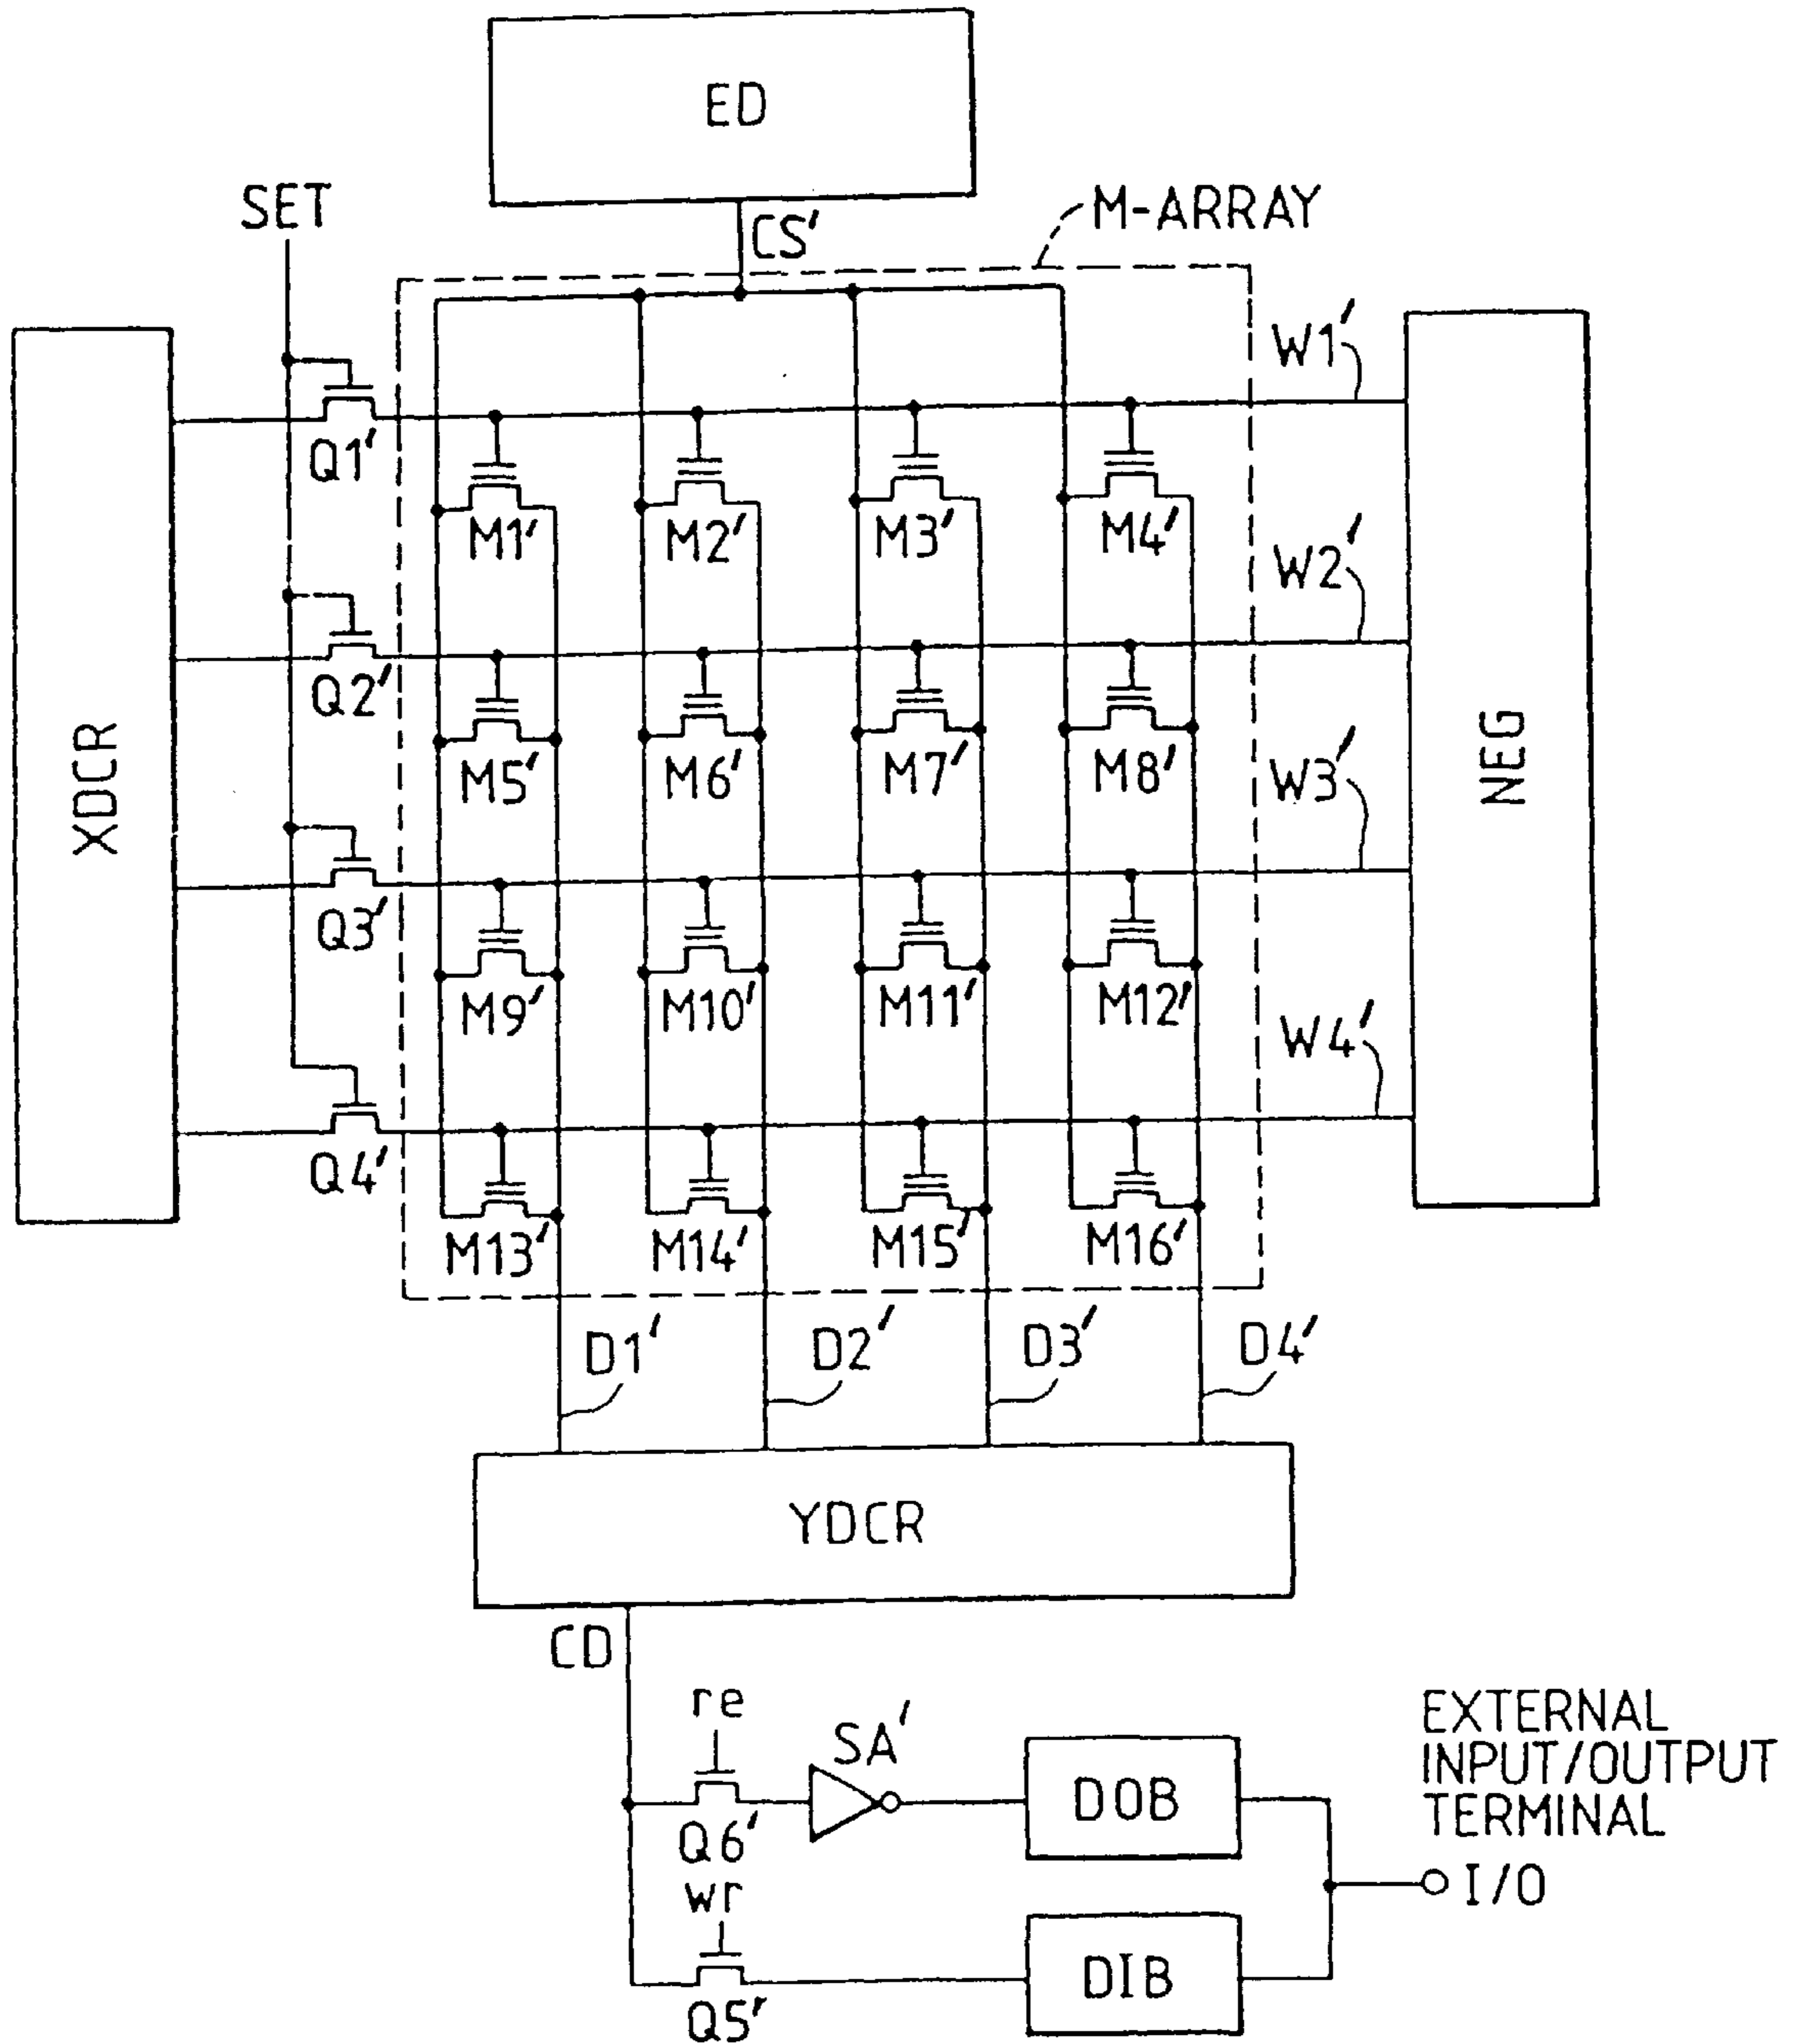 ED
SET
CS'
M-ARRAY
W1'
Q1'
M1' M2' M3' M4'
W2'
Q2'
XDCR
M5' M6' M7' M8'
NEG
W3'
Q3'
M9' M10' M11' M12'
W4'
Q4'
M13' M14' M15' M16'
D1' D2' D3' D4'
YDCR
CD
re
SA'
DOB
Q6'
EXTERNAL
INPUT/OUTPUT
TERMINAL
I/O
wr
DIB
Q5'